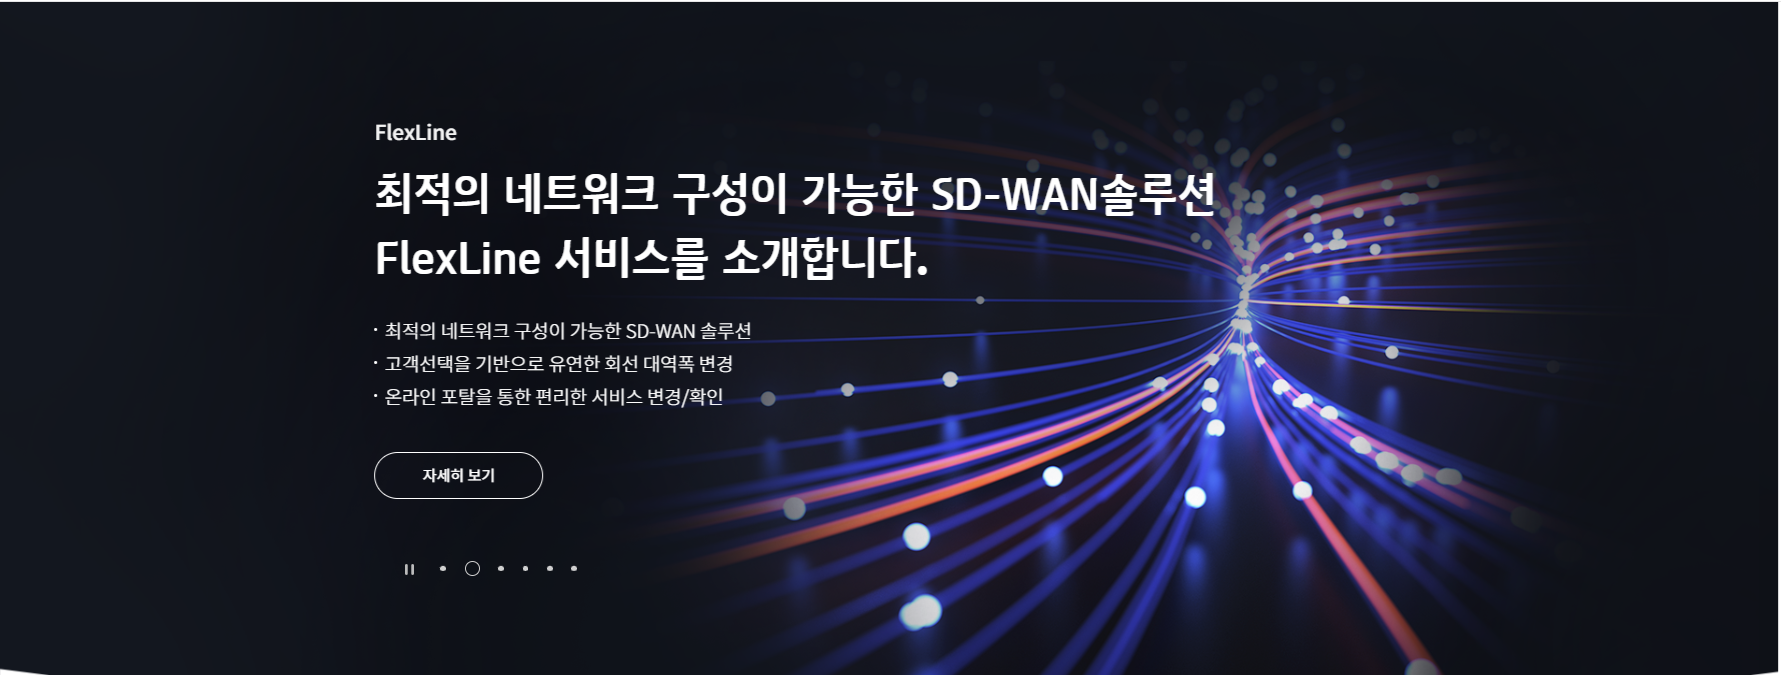 FlexLine
최적의 네트워크 구성이 가능한 SD-WAN솔루션
FlexLine 서비스를 소개합니다.
· 최적의 네트워크 구성이 가능한 SD-WAN 솔루션
· 고객선택을 기반으로 유연한 회선 대역폭 변경
· 온라인 포탈을 통한 편리한 서비스 변경/확인
자세히 보기